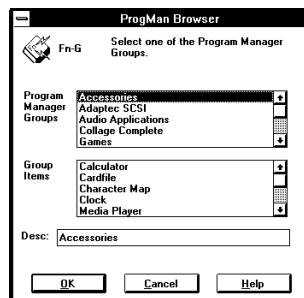 ProgMan Browser
Fn-G
Select one of the Program Manager
Groups.
Program
Manager
Groups
Accessories
Adaptec SCSI
Audio Applications
Collage Complete
Games
Group
Items
Calculator
Cardfile
Character Map
Clock
Media Player
Desc: Accessories
OK
Cancel
Help